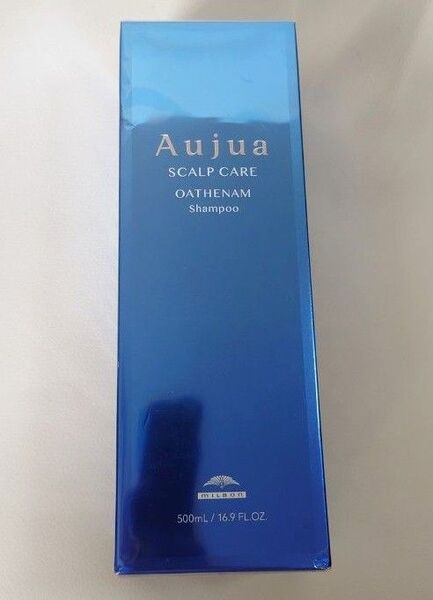 Aujua
SCALP CARE
OATHENAM
Shampoo
milbon
500mL / 16.9 FL.OZ.